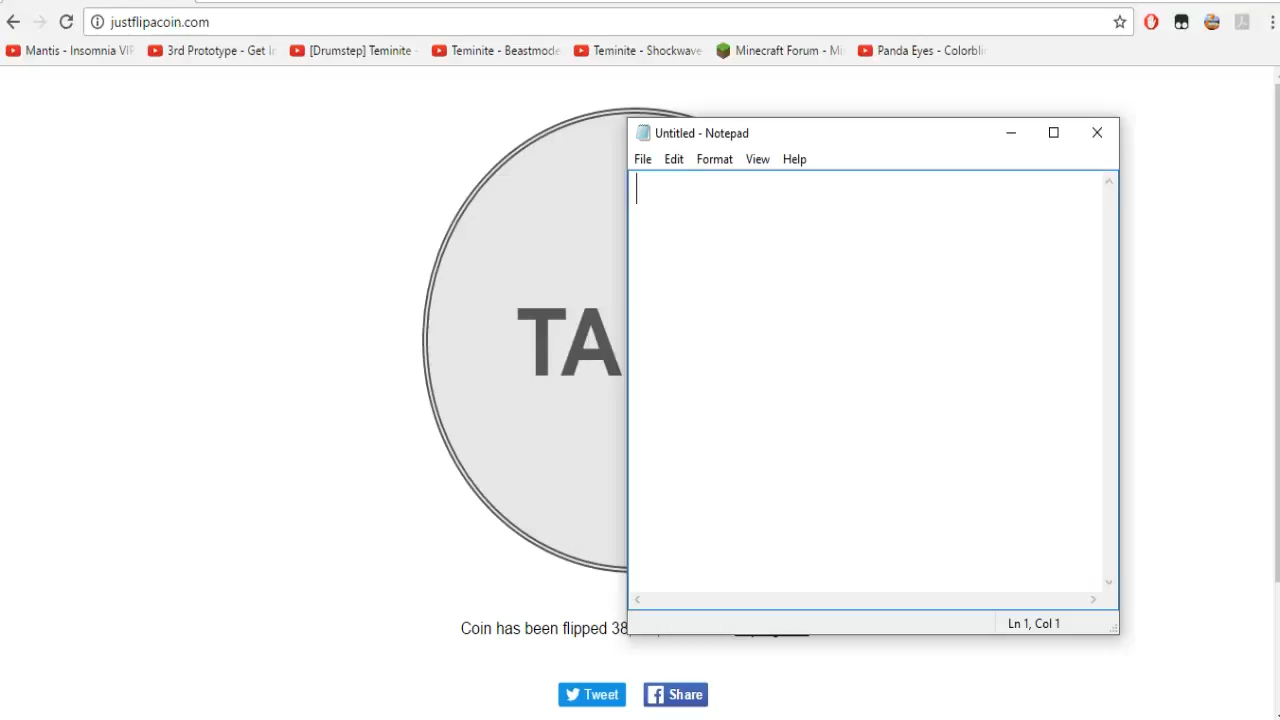 justflipacoin.com
Mantis - Insomnia VIP 3rd Prototype - Get I [Drumstep] Teminite - Teminite - Beastmode Teminite - Shockwave Minecraft Forum - Mi Panda Eyes - Colorbli
Untitled - Notepad
File Edit Format View Help
TA
Coin has been flipped 38
Ln 1, Col 1
Tweet Share